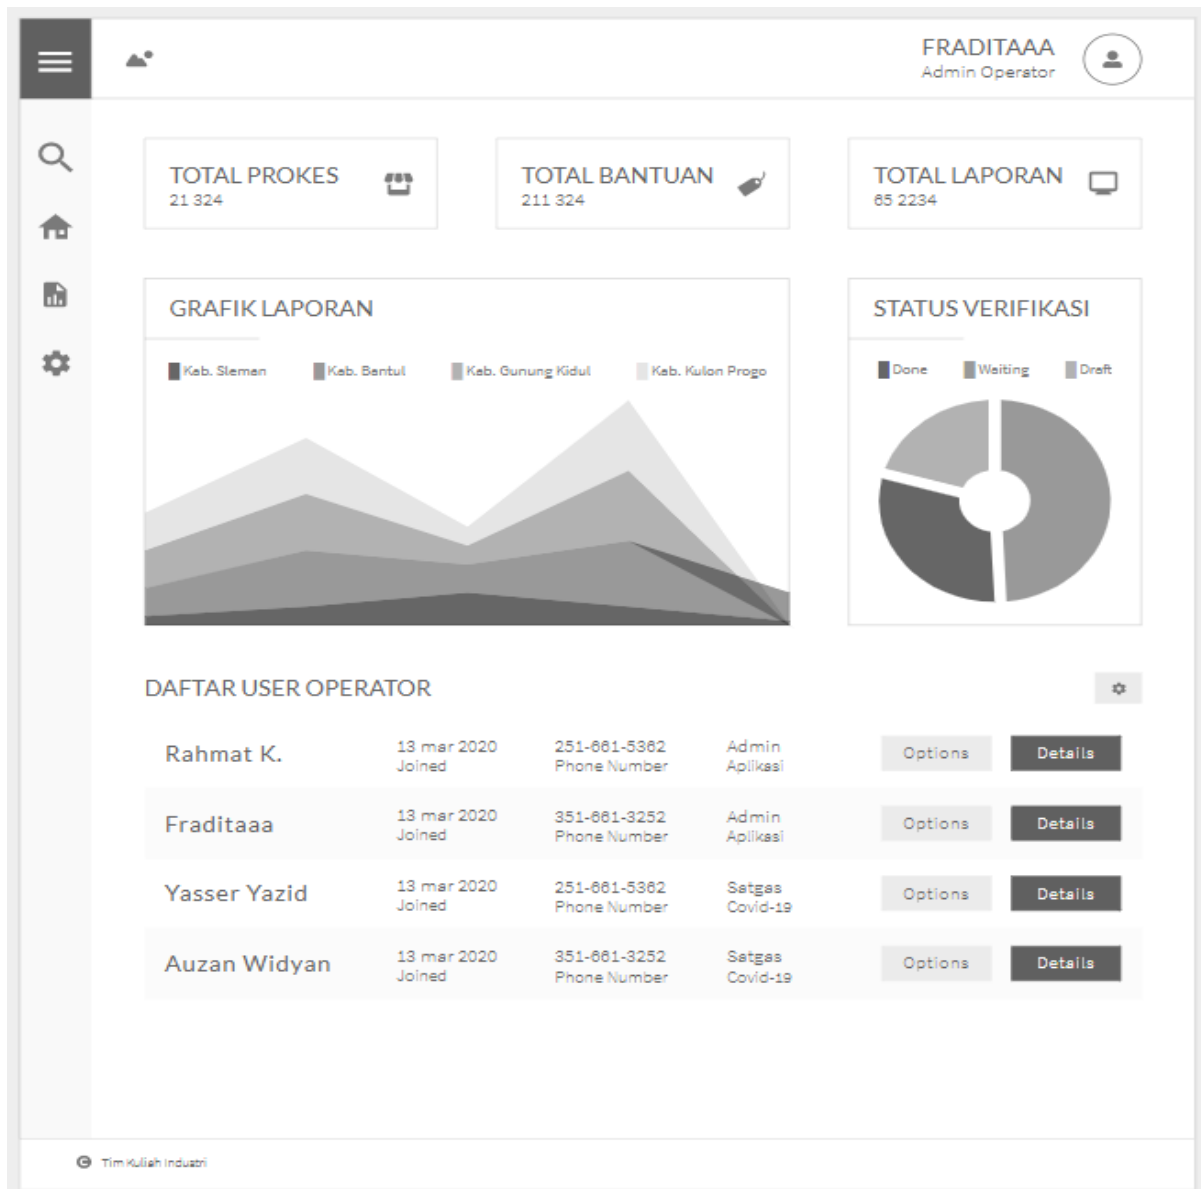 FRADITAAA
Admin Operator
TOTAL PROKES
21 324
TOTAL BANTUAN
211 324
TOTAL LAPORAN
65 2234
GRAFIK LAPORAN
Kab. Sleman Kab. Bantul Kab. Gunung Kidul Kab. Kulon Progo
STATUS VERIFIKASI
Done Waiting Draft
DAFTAR USER OPERATOR
Rahmat K.
13 mar 2020
Joined
251-661-5362
Phone Number
Admin
Aplikasi
Options
Details
Fraditaaa
13 mar 2020
Joined
351-661-3252
Phone Number
Admin
Aplikasi
Options
Details
Yasser Yazid
13 mar 2020
Joined
251-661-5362
Phone Number
Satgas
Covid-19
Options
Details
Auzan Widyan
13 mar 2020
Joined
351-661-3252
Phone Number
Satgas
Covid-19
Options
Details
© Tim Kuliah Industri